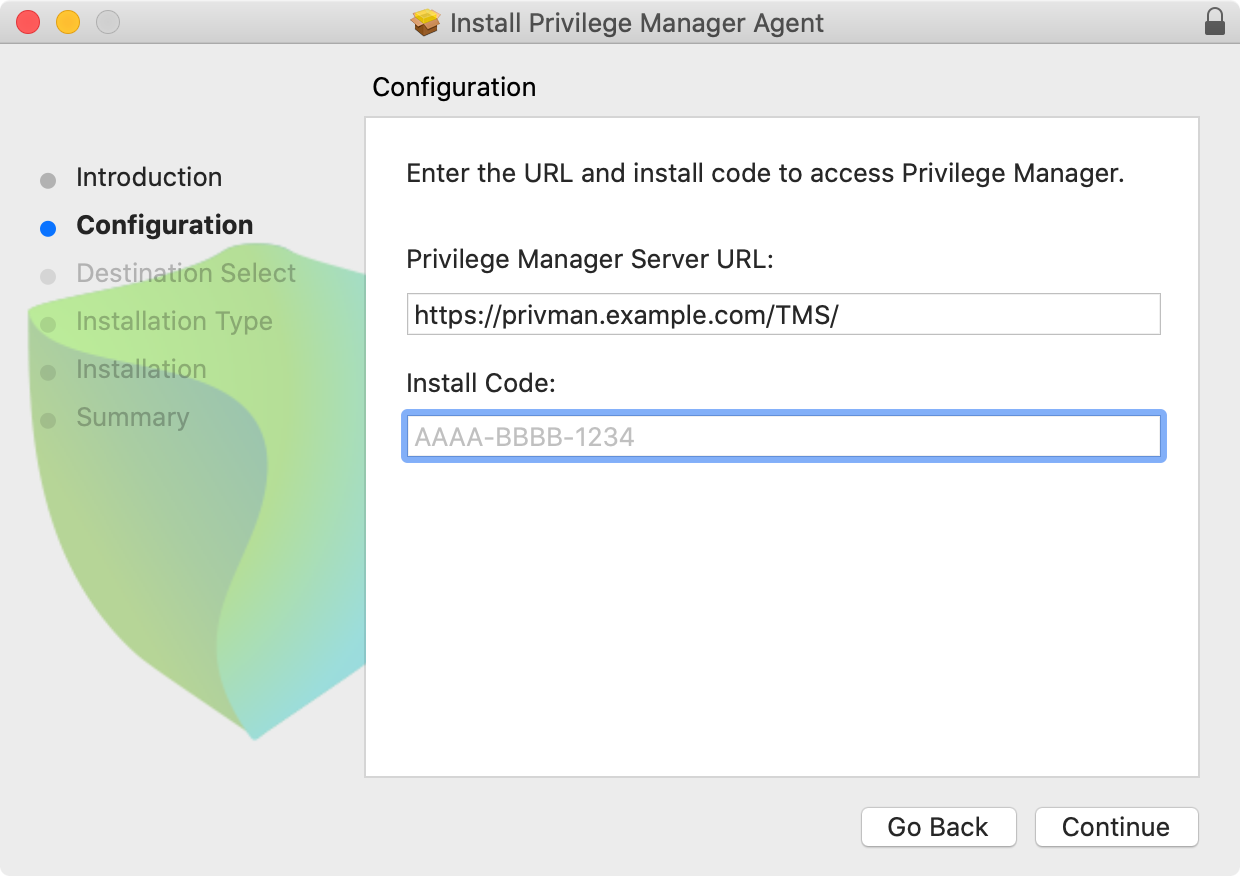 Install Privilege Manager Agent
Configuration
Introduction
Configuration
Destination Select
Installation Type
Installation
Summary
Enter the URL and install code to access Privilege Manager.
Privilege Manager Server URL:
https://privman.example.com/TMS/
Install Code:
AAAA-BBBB-1234
Go Back
Continue